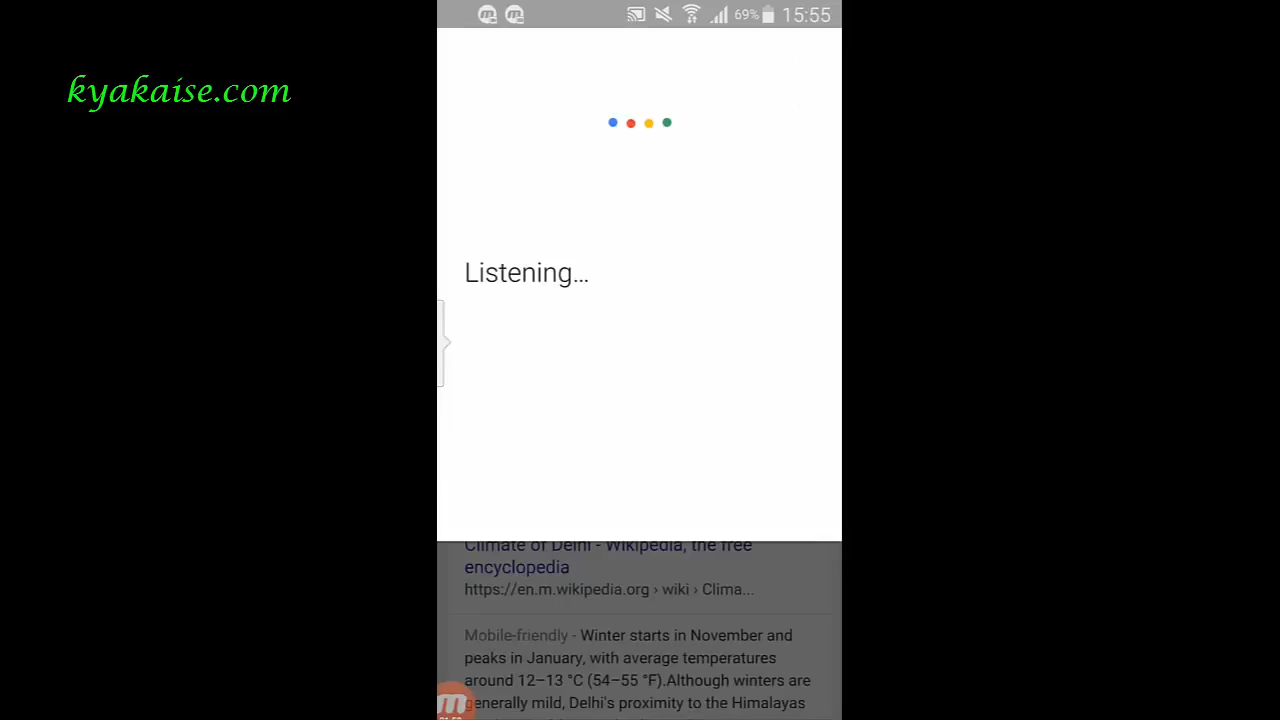 kyakaise.com
69% 15:55
Listening...
Climate of Delhi - Wikipedia, the free
encyclopedia
https://en.m.wikipedia.org › wiki › Clima...
Mobile-friendly - Winter starts in November and
peaks in January, with average temperatures
around 12–13 °C (54–55 °F).Although winters are
generally mild, Delhi's proximity to the Himalayas